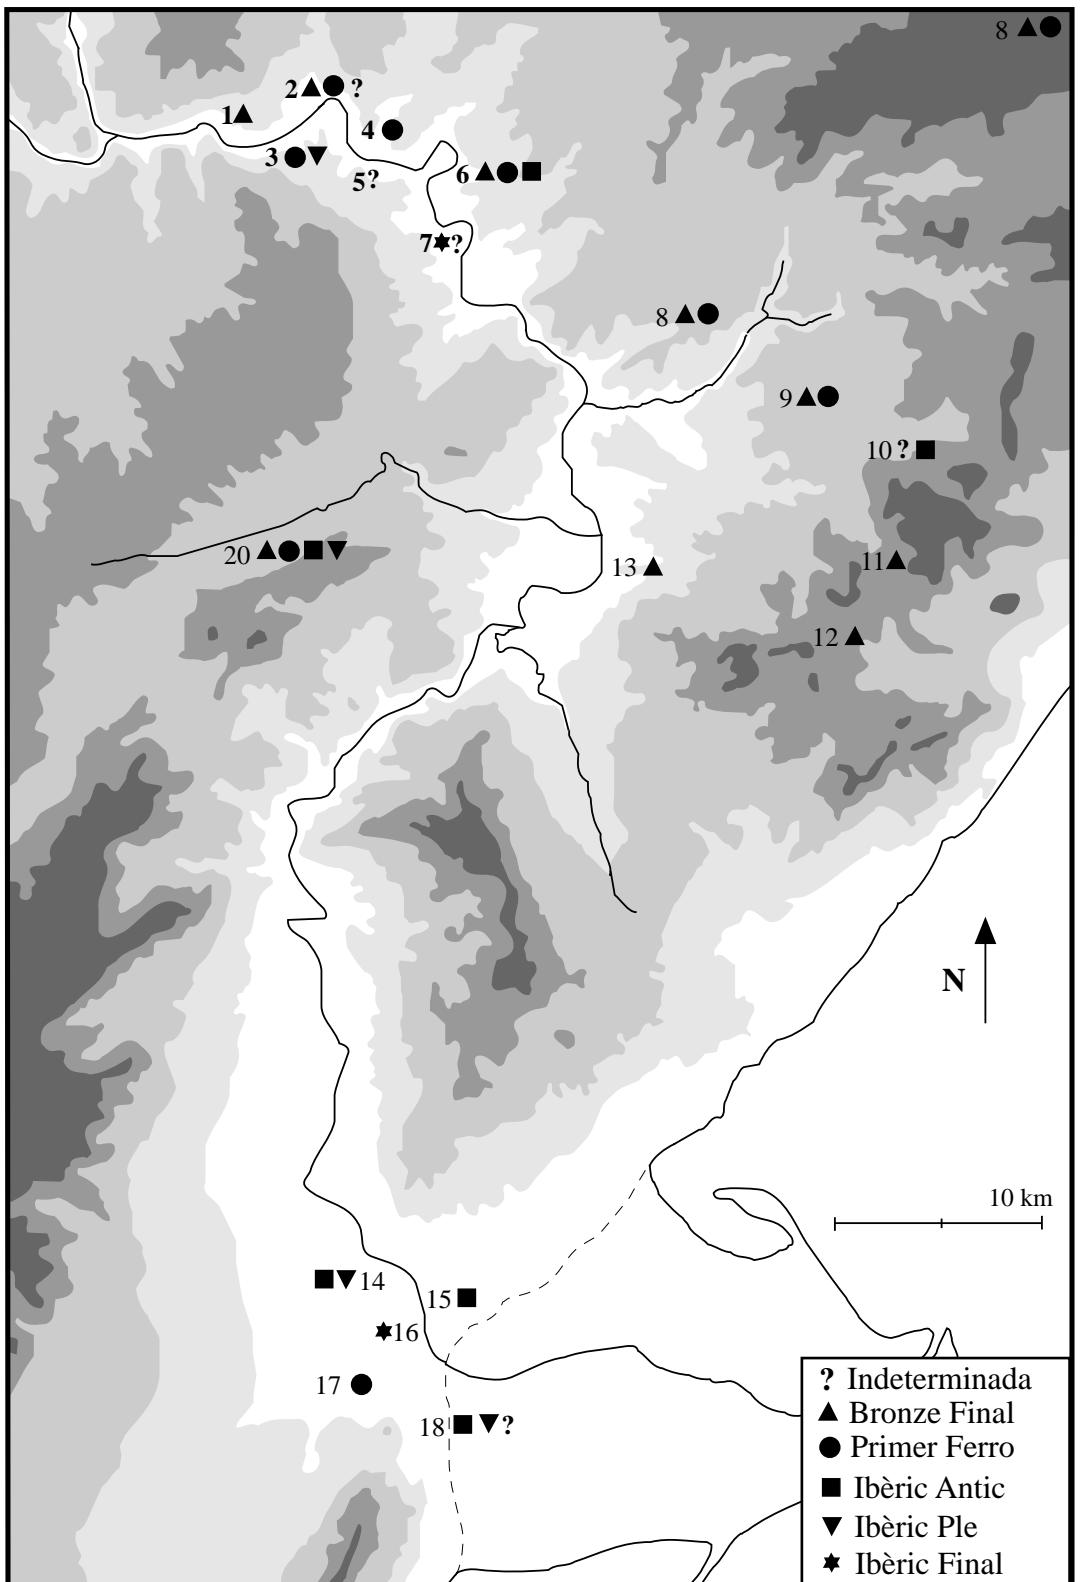 8
2 ?
1
4
3
5?
6
7 ?
8
9
10 ?
20
13
11
12
N
10 km
14
15
16
17
18 ?
? Indeterminada
Bronze Final
Primer Ferro
Ibèric Antic
Ibèric Ple
Ibèric Final